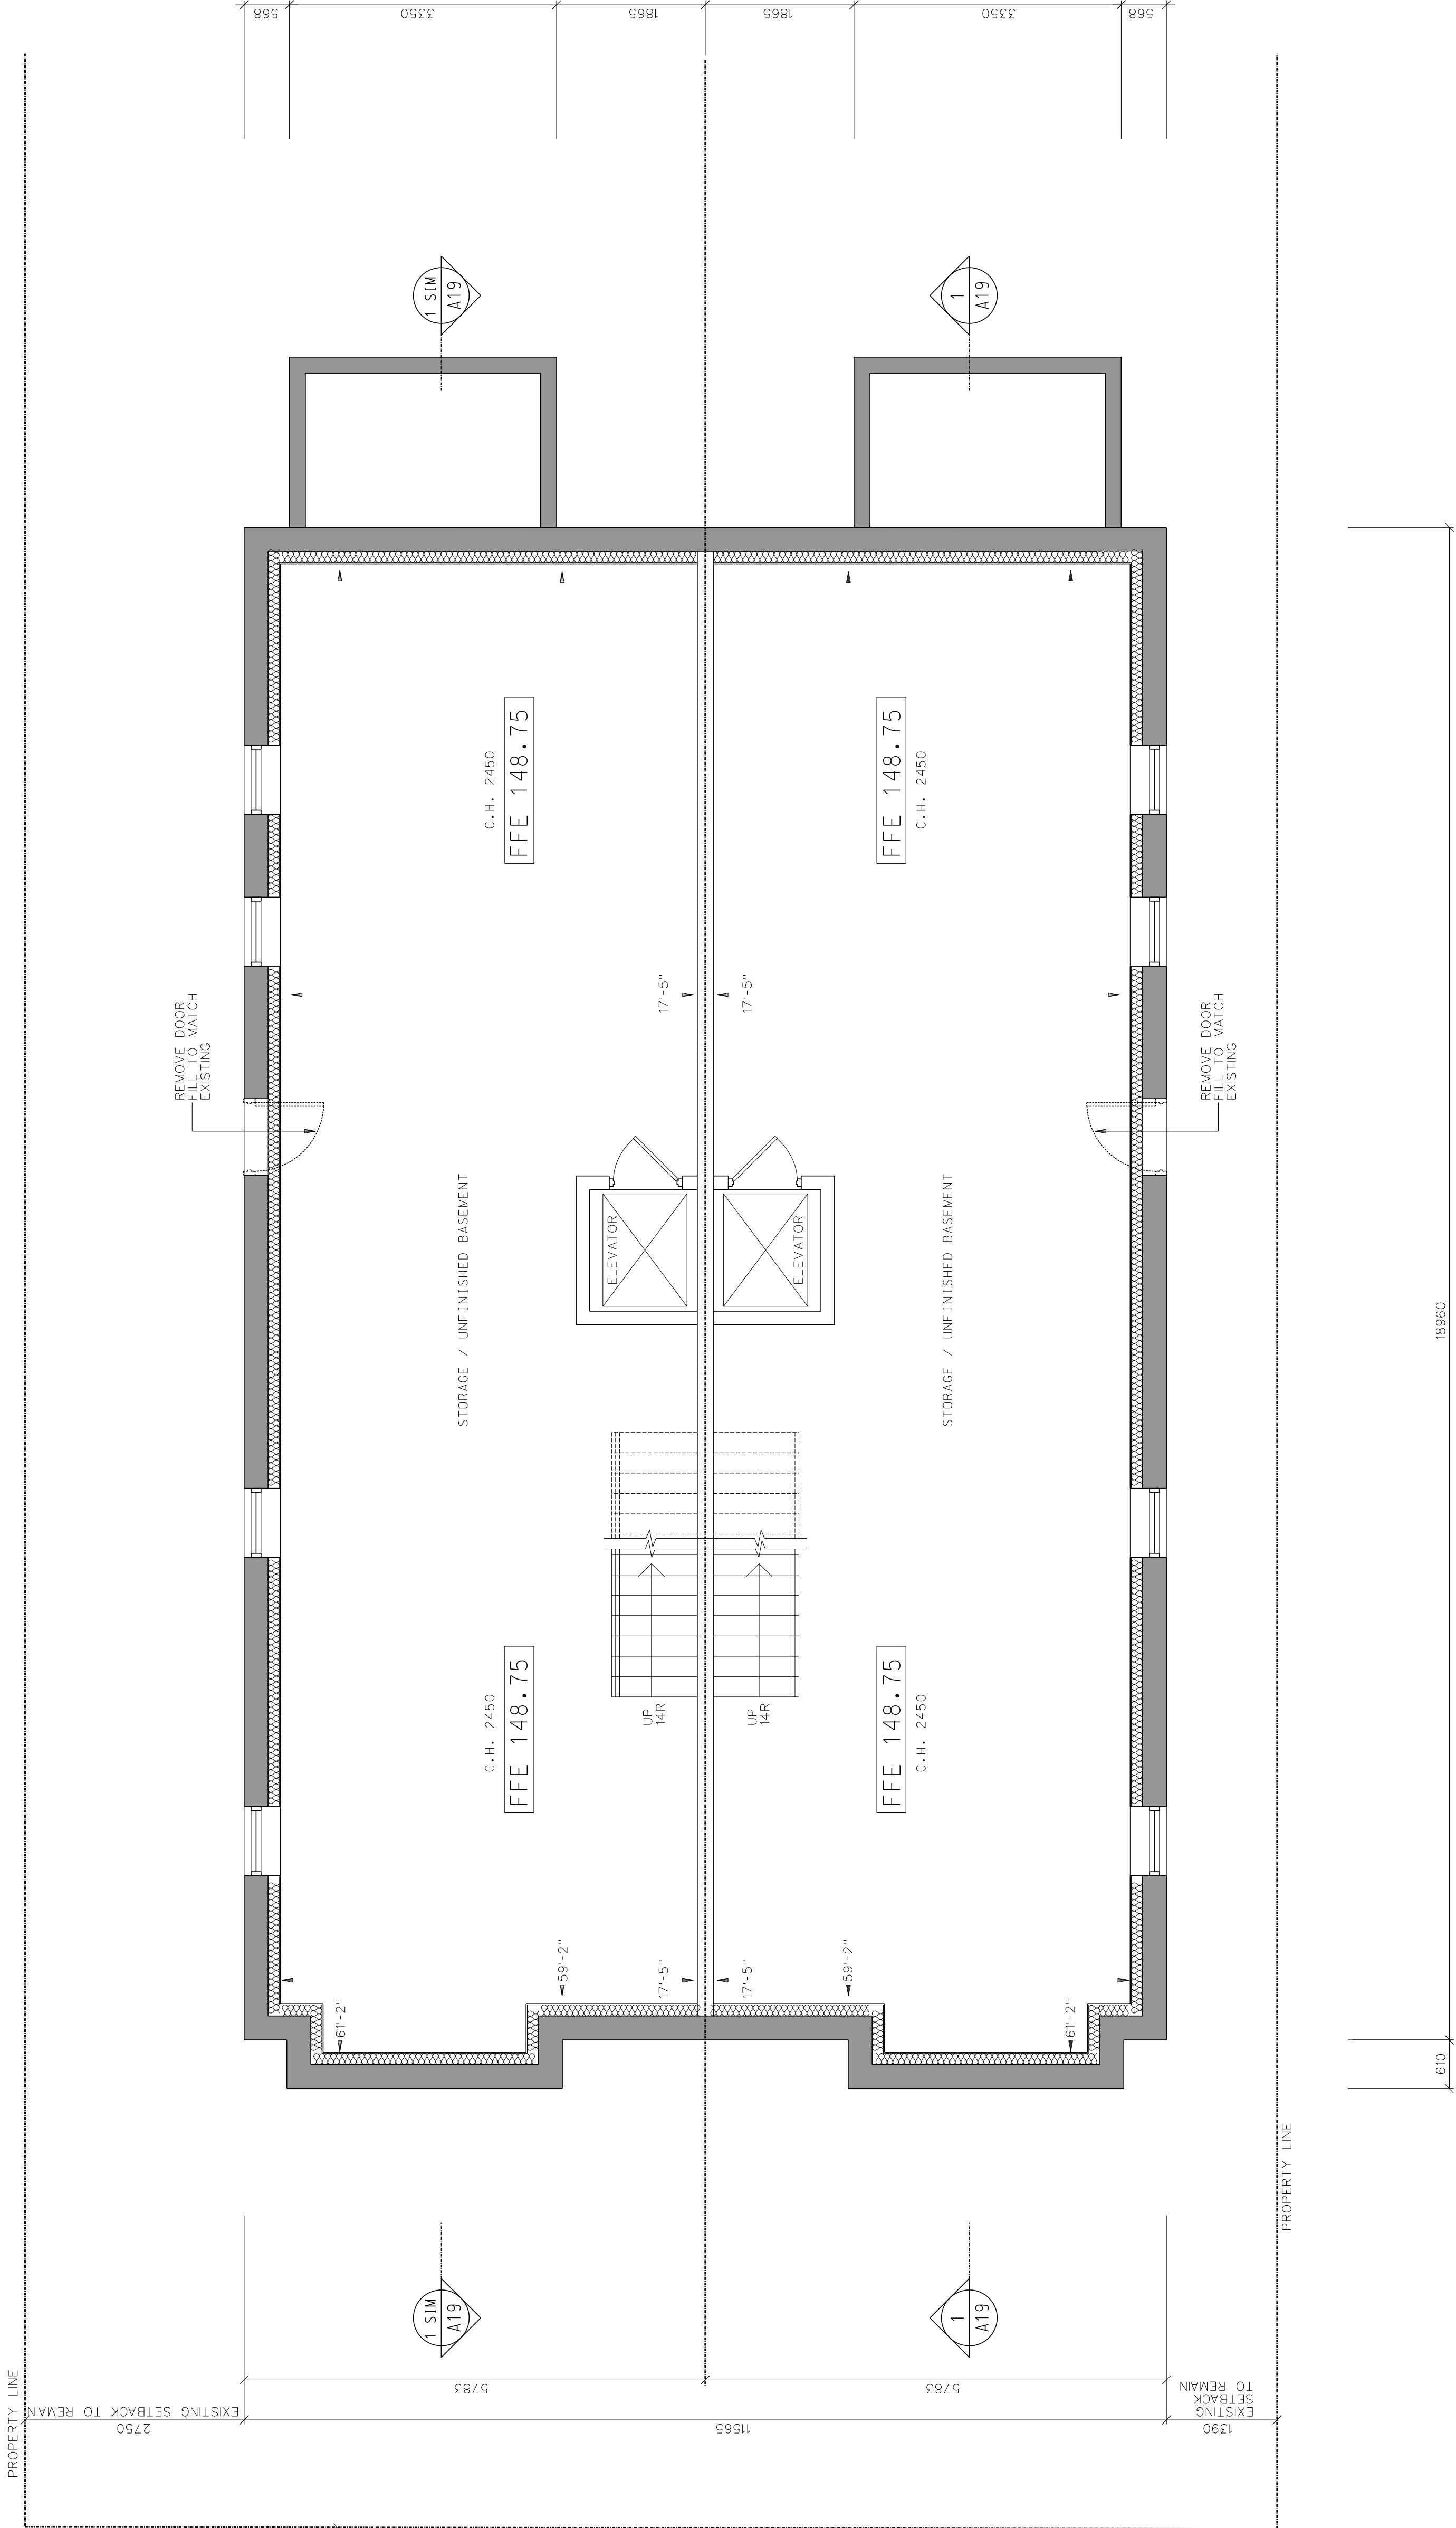 568
3350
1865
1865
3350
568
1 SIM
A19
1
A19
C.H. 2450
FFE 148.75
FFE 148.75
C.H. 2450
17'-5"
17'-5"
REMOVE DOOR
FILL TO MATCH
EXISTING
REMOVE DOOR
FILL TO MATCH
EXISTING
STORAGE / UNFINISHED BASEMENT
ELEVATOR
ELEVATOR
STORAGE / UNFINISHED BASEMENT
18960
C.H. 2450
FFE 148.75
UP
14R
UP
14R
FFE 148.75
C.H. 2450
61'-2"
59'-2"
17'-5"
17'-5"
59'-2"
61'-2"
610
PROPERTY LINE
1 SIM
A19
1
A19
5783
5783
PROPERTY LINE
EXISTING SETBACK TO REMAIN
2750
11565
EXISTING
SETBACK
TO REMAIN
1390